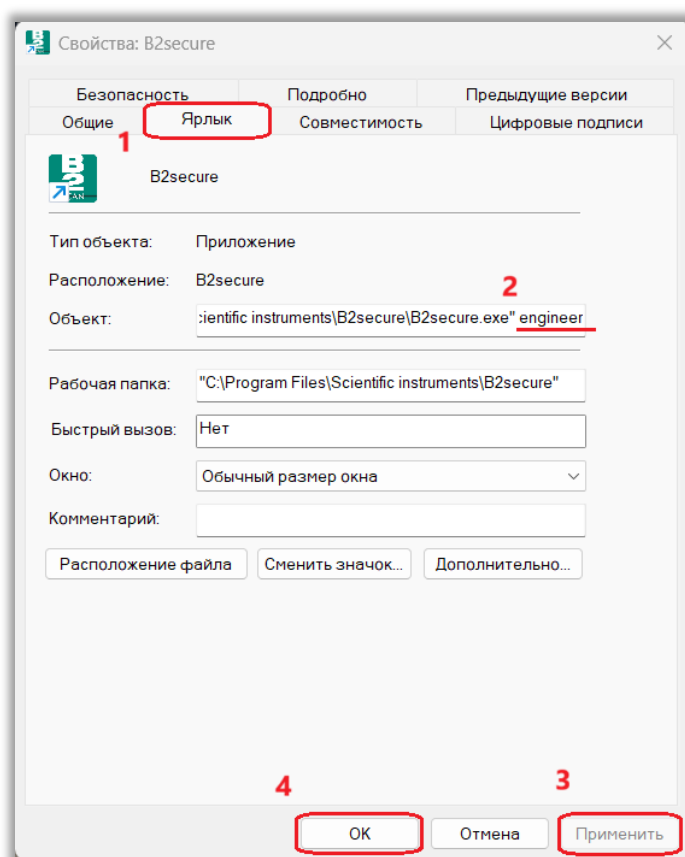 Свойства: B2secure
Безопасность Подробно Предыдущие версии
Общие Ярлык Совместимость Цифровые подписи
1
B2secure
Тип объекта: Приложение
Расположение: B2secure
2
Объект: cientific instruments\B2secure\B2secure.exe" engineer
Рабочая папка: "C:\Program Files\Scientific instruments\B2secure"
Быстрый вызов: Нет
Окно: Обычный размер окна
Комментарий:
Расположение файла Сменить значок... Дополнительно...
4 3
OK Отмена Применить